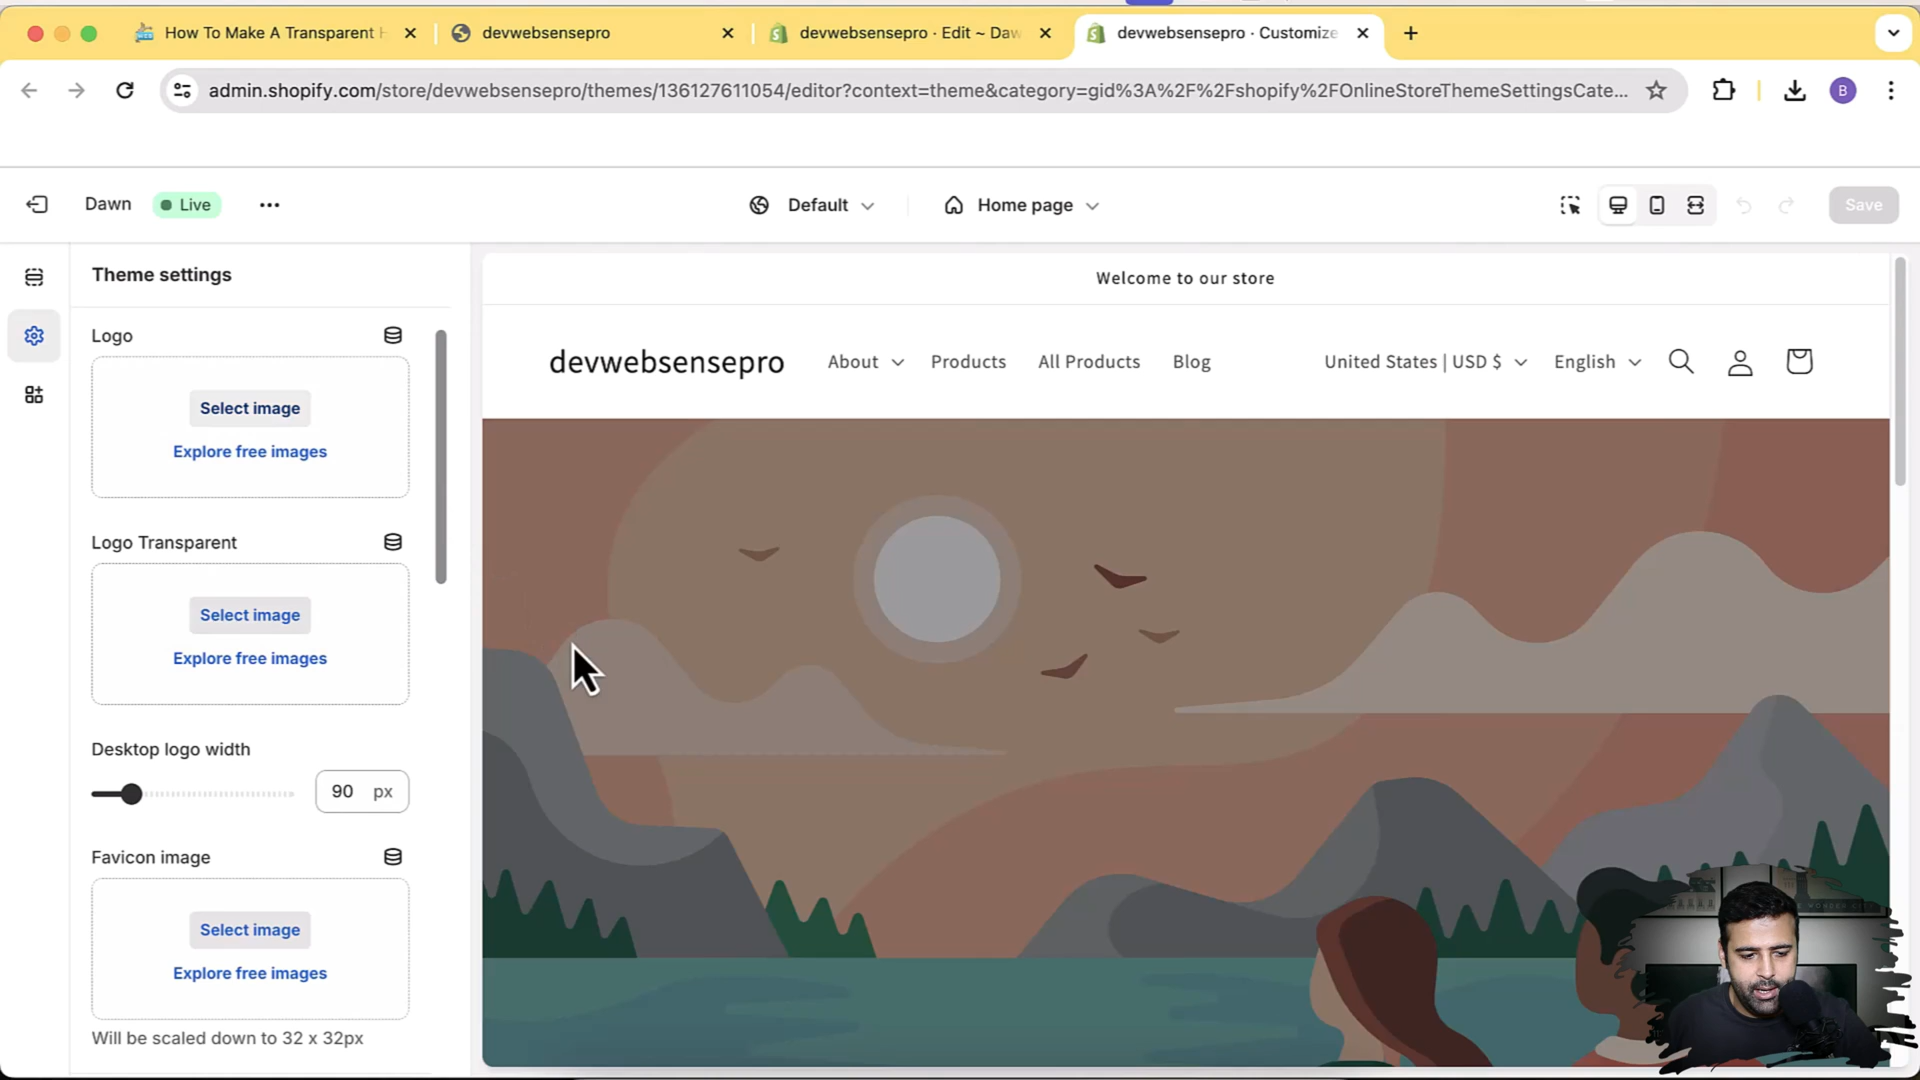 How To Make A Transparent H
devwebsensepro
devwebsensepro · Edit ~ Daw
devwebsensepro · Customize
admin.shopify.com/store/devwebsensepro/themes/136127611054/editor?context=theme&category=gid%3A%2F%2Fshopify%2FOnlineStoreThemeSettingsCate...
B
Dawn
Live
Default
Home page
Save
Theme settings
Welcome to our store
Logo
Select image
Explore free images
devwebsensepro
About
Products
All Products
Blog
United States | USD $
English
Logo Transparent
Select image
Explore free images
Desktop logo width
90 px
Favicon image
Select image
Explore free images
Will be scaled down to 32 x 32px